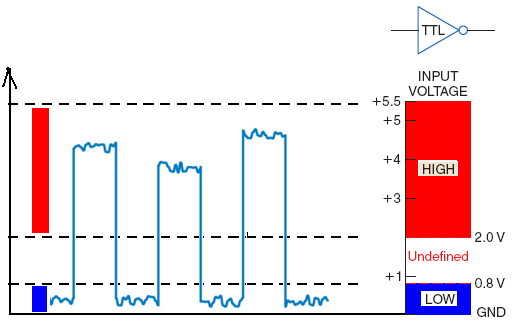 TTL
INPUT
VOLTAGE
+5.5
+5
+4
HIGH
+3
2.0 V
Undefined
+1
0.8 V
LOW
GND